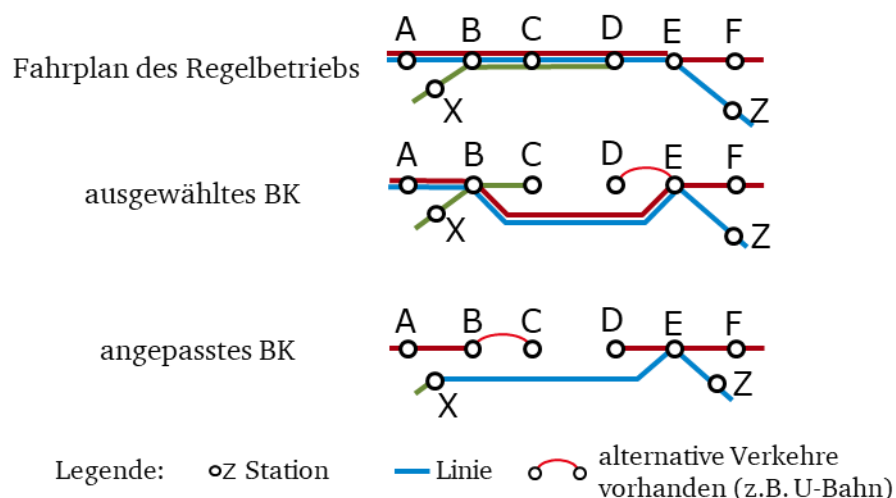 A B C D E F
Fahrplan des Regelbetriebs
X
Z
A B C D E F
ausgewähltes BK
X
Z
A B C D E F
angepasstes BK
X
Z
Legende: Z Station Linie alternative Verkehre
vorhanden (z.B. U-Bahn)